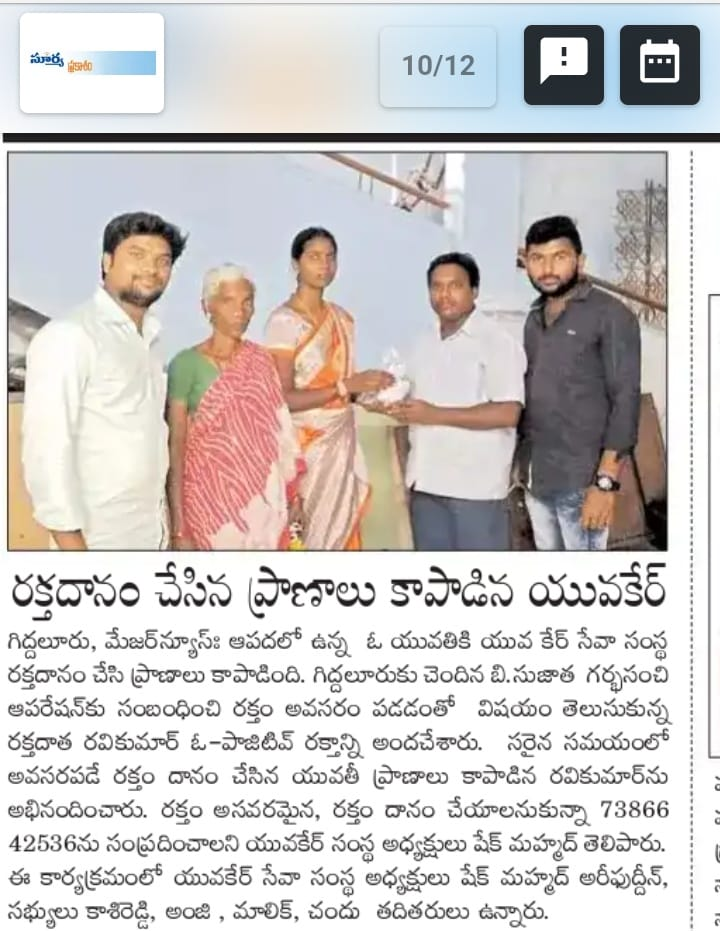 సూర్య ప్రకాశం
10/12
రక్తదానం చేసిన ప్రాణాలు కాపాడిన యువకేర్
గిద్దలూరు, మేజర్‌న్యూస్: ఆపదలో ఉన్న ఓ యువతికి యువ కేర్ సేవా సంస్థ
రక్తదానం చేసి ప్రాణాలు కాపాడింది. గిద్దలూరుకు చెందిన బి.సుజాత గర్భసంచి
ఆపరేషన్‌కు సంబంధించి రక్తం అవసరం పడడంతో విషయం తెలుసుకున్న
రక్తదాత రవికుమార్ ఓ-పాజిటివ్ రక్తాన్ని అందచేశారు. సరైన సమయంలో
అవసరపడే రక్తం దానం చేసిన యువతీ ప్రాణాలు కాపాడిన రవికుమార్‌ను
అభినందించారు. రక్తం అసవరమైన, రక్తం దానం చేయాలనుకున్నా 73866
42536ను సంప్రదించాలని యువకేర్ సంస్థ అధ్యక్షులు షేక్ మహ్మద్ తెలిపారు.
ఈ కార్యక్రమంలో యువకేర్ సేవా సంస్థ అధ్యక్షులు షేక్ మహ్మద్ అరీఫుద్దీన్,
సభ్యులు కాశిరెడ్డి, అంజి , మాలిక్, చందు తదితరులు ఉన్నారు.